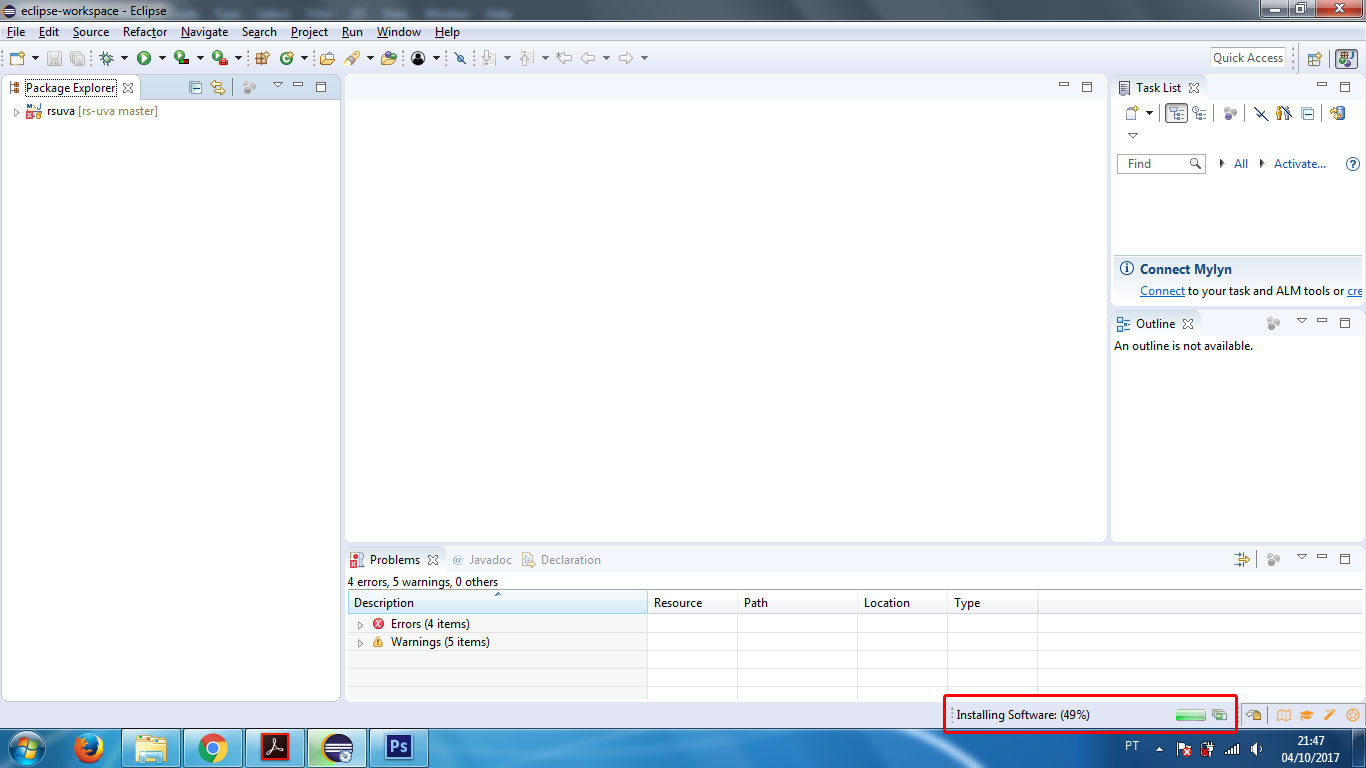 eclipse-workspace - Eclipse
File Edit Source Refactor Navigate Search Project Run Window Help
Quick Access
Package Explorer
rsuva [rs-uva master]
Task List
Find
All
Activate...
Connect Mylyn
Connect to your task and ALM tools or cre
Outline
An outline is not available.
Problems @ Javadoc Declaration
4 errors, 5 warnings, 0 others
Description Resource Path Location Type
Errors (4 items)
Warnings (5 items)
Installing Software: (49%)
Ps
PT
21:47
04/10/2017